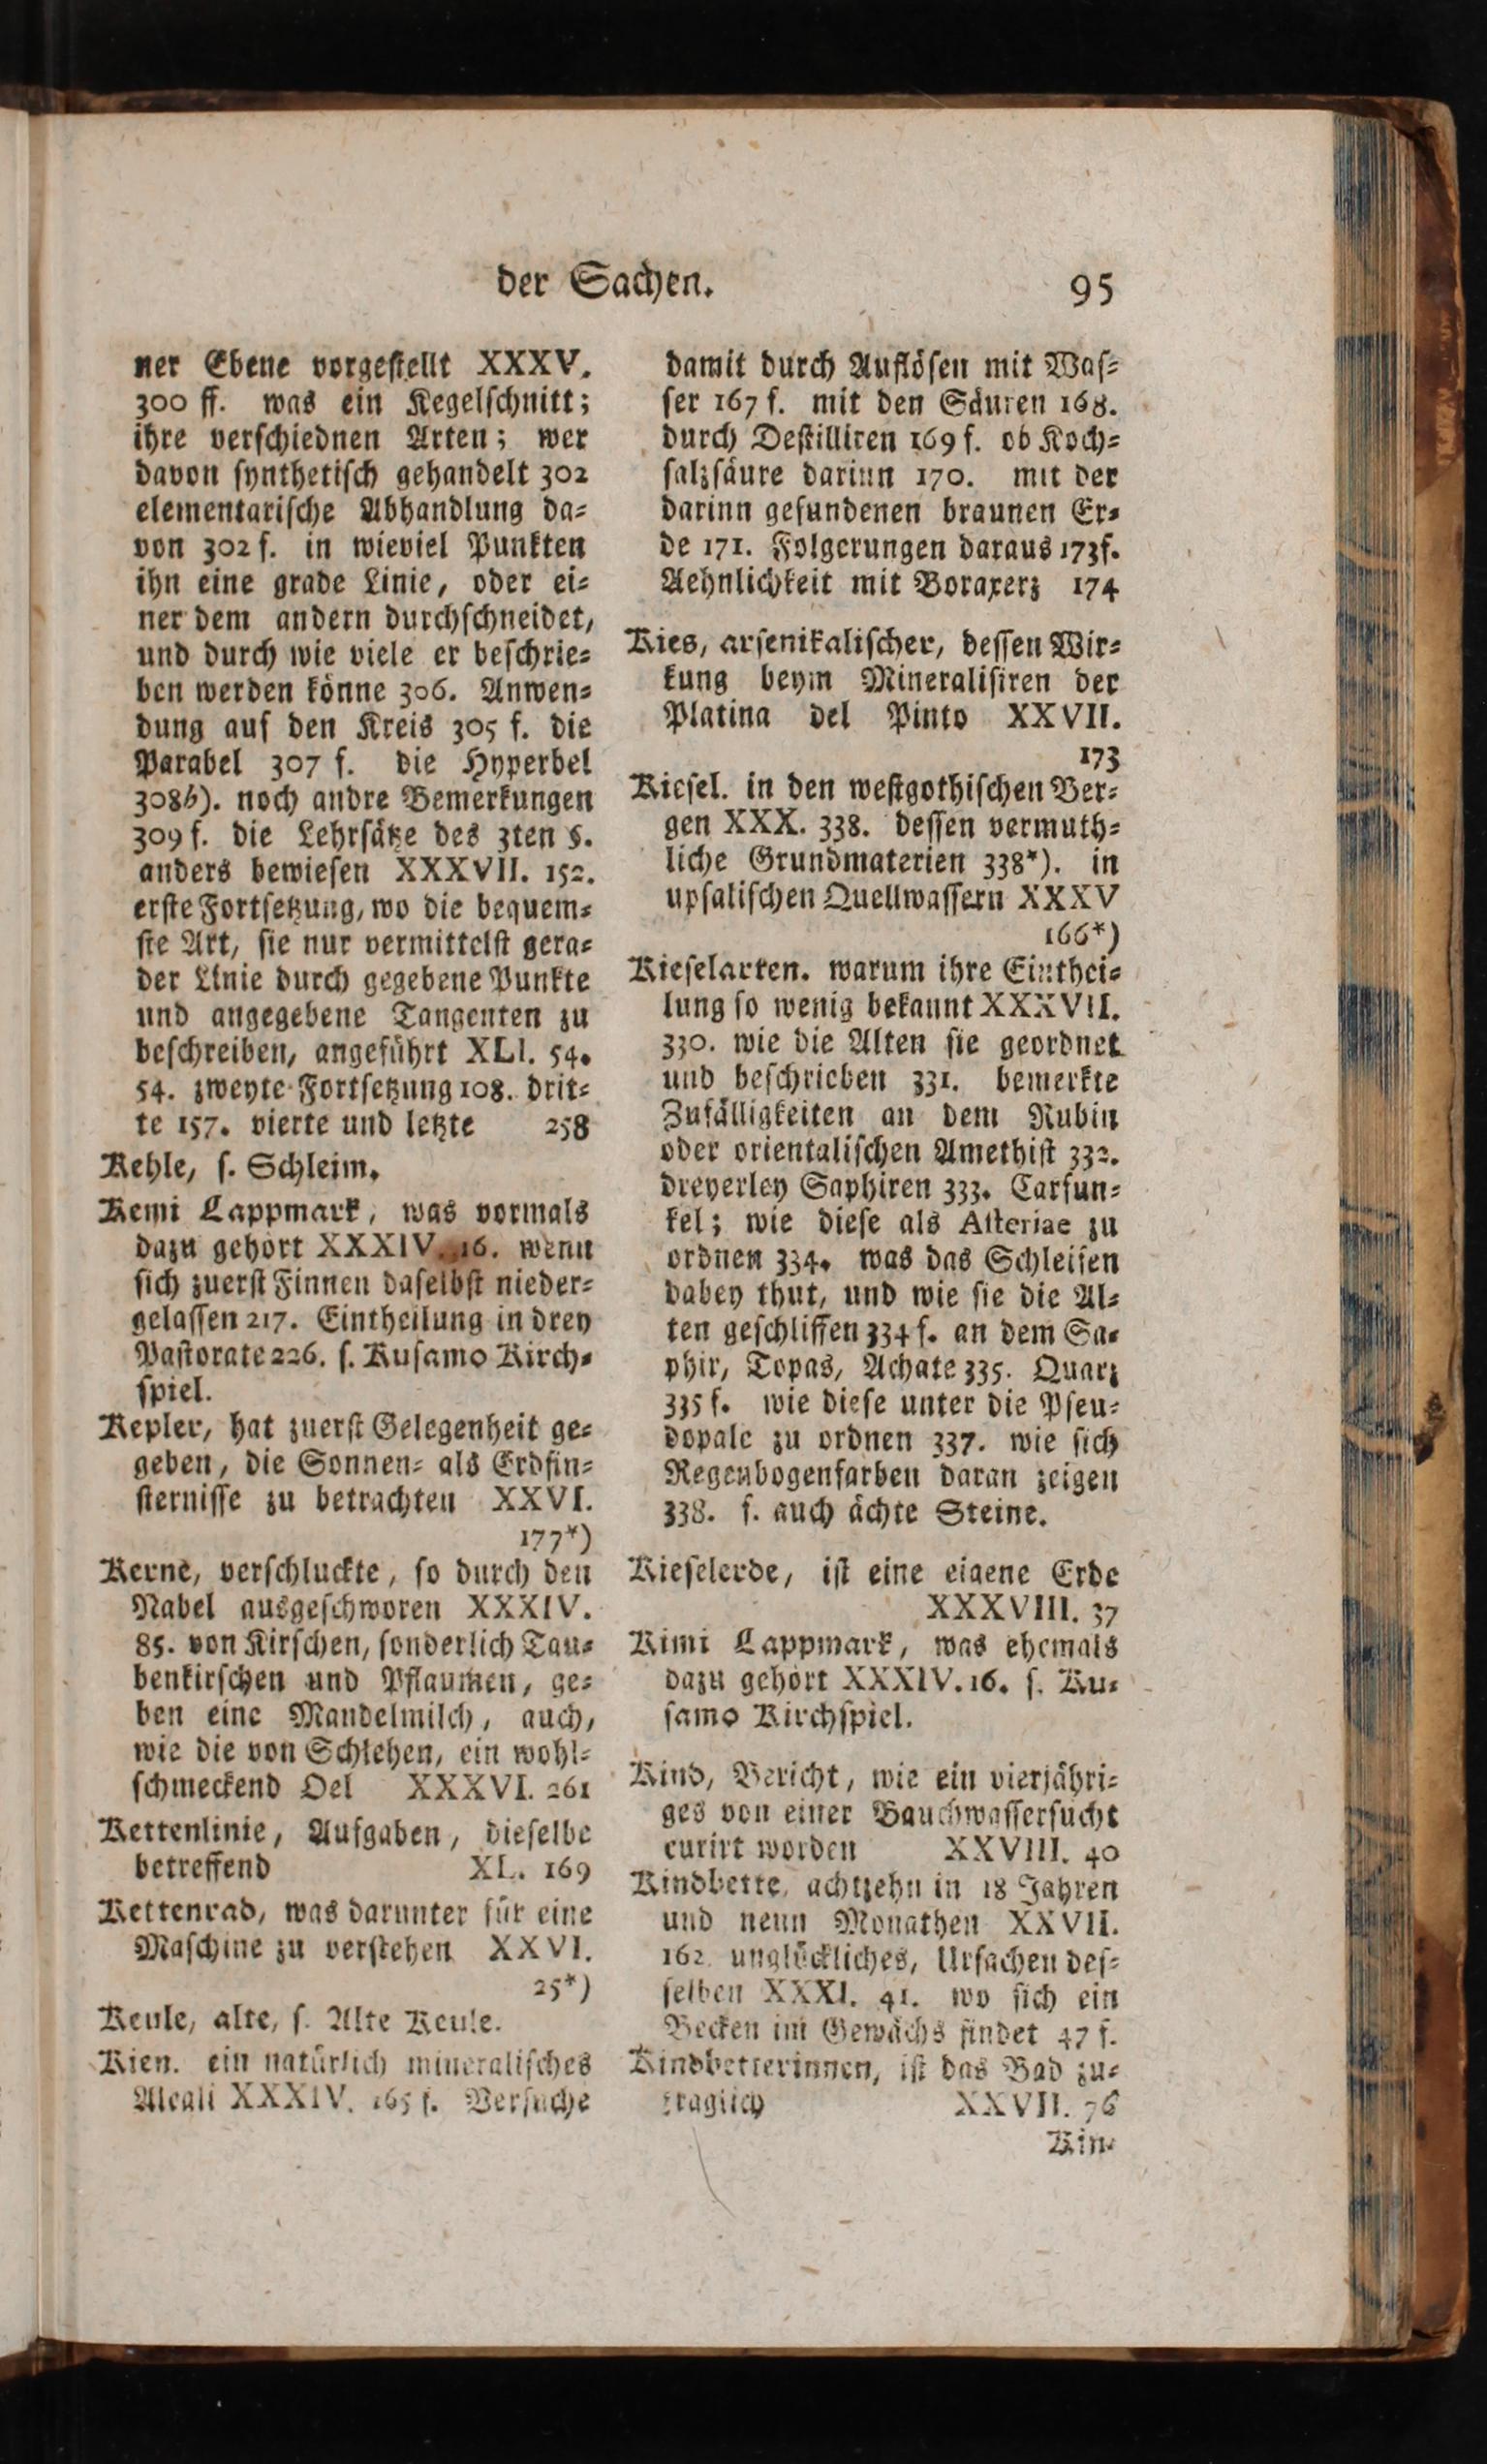 der Sachen. 95
ner Ebene vorgestellt XXXV.
300 ff. was ein Kegelschnitt;
ihre verschiednen Arten; wer
davon synthetisch gehandelt 302
elementarische Abhandlung da-
von 302 f. in wieviel Punkten
ihn eine grade Linie, oder ei-
ner dem andern durchschneidet,
und durch wie viele er beschrie-
ben werden könne 306. Anwen-
dung auf den Kreis 305 f. die
Parabel 307 f. die Hyperbel
308b). noch andre Bemerkungen
309 f. die Lehrsätze des 3ten §.
anders bewiesen XXXVII. 152.
erste Fortsetzung, wo die bequem-
ste Art, sie nur vermittelst gera-
der Linie durch gegebene Punkte
und angegebene Tangenten zu
beschreiben, angeführt XLI. 54.
54. zweyte Fortsetzung 108. drit-
te 157. vierte und letzte 258
Kehle, s. Schleim.
Kemi Lappmark, was vormals
dazu gehört XXXIV. 16. wenn
sich zuerst Finnen daselbst nieder-
gelassen 217. Eintheilung in drey
Pastorate 226. s. Kusamo Kirch-
spiel.
Kepler, hat zuerst Gelegenheit ge-
geben, die Sonnen- als Erdfin-
sternisse zu betrachten XXVI.
177*)
Kerne, verschluckte, so durch den
Nabel ausgeschworen XXXIV.
85. von Kirschen, sonderlich Tau-
benkirschen und Pflaumen, ge-
ben eine Mandelmilch, auch,
wie die von Schlehen, ein wohl-
schmeckend Oel XXXVI. 261
Kettenlinie, Aufgaben, dieselbe
betreffend XL. 169
Kettenrad, was darunter für eine
Maschine zu verstehen XXVI.
25*)
Keule, alte, s. Alte Keule.
Kien. ein natürlich mineralisches
Alcali XXXIV. 165 f. Versuche
damit durch Auflösen mit Was-
ser 167 f. mit den Säuren 168.
durch Destilliren 169 f. ob Koch-
salzsäure darinn 170. mit der
darinn gefundenen braunen Er-
de 171. Folgerungen daraus 173f.
Aehnlichkeit mit Boraxerz 174
Kies, arsenikalischer, dessen Wir-
kung beym Mineralisiren der
Platina del Pinto XXVII.
173
Kiesel. in den westgothischen Ber-
gen XXX. 338. dessen vermuth-
liche Grundmaterien 338*). in
upsalischen Quellwassern XXXV
166*)
Kieselarten. warum ihre Einthei-
lung so wenig bekannt XXXVII.
330. wie die Alten sie geordnet
und beschrieben 331. bemerkte
Zufälligkeiten an dem Rubin
oder orientalischen Amethist 332.
dreyerley Saphiren 333. Carfun-
kel; wie diese als Asteriae zu
ordnen 334. was das Schleifen
dabey thut, und wie sie die Al-
ten geschliffen 334 f. an dem Sa-
phir, Topas, Achate 335. Quarz
335 f. wie diese unter die Pseu-
dopale zu ordnen 337. wie sich
Regenbogenfarben daran zeigen
338. s. auch ächte Steine.
Kieselerde, ist eine eigene Erde
XXXVIII. 37
Kimi Lappmark, was ehemals
dazu gehört XXXIV. 16. s. Ku-
samo Kirchspiel.
Kind, Bericht, wie ein vierjähri-
ges von einer Bauchwassersucht
curirt worden XXVIII. 40
Kindbette, achtzehn in 18 Jahren
und neun Monathen XXVII.
162. unglückliches, Ursachen des-
selben XXXI. 41. wo sich ein
Becken im Gewächs findet 47 f.
Kindbetterinnen, ist das Bad zu-
träglich XXVII. 76
Kin-